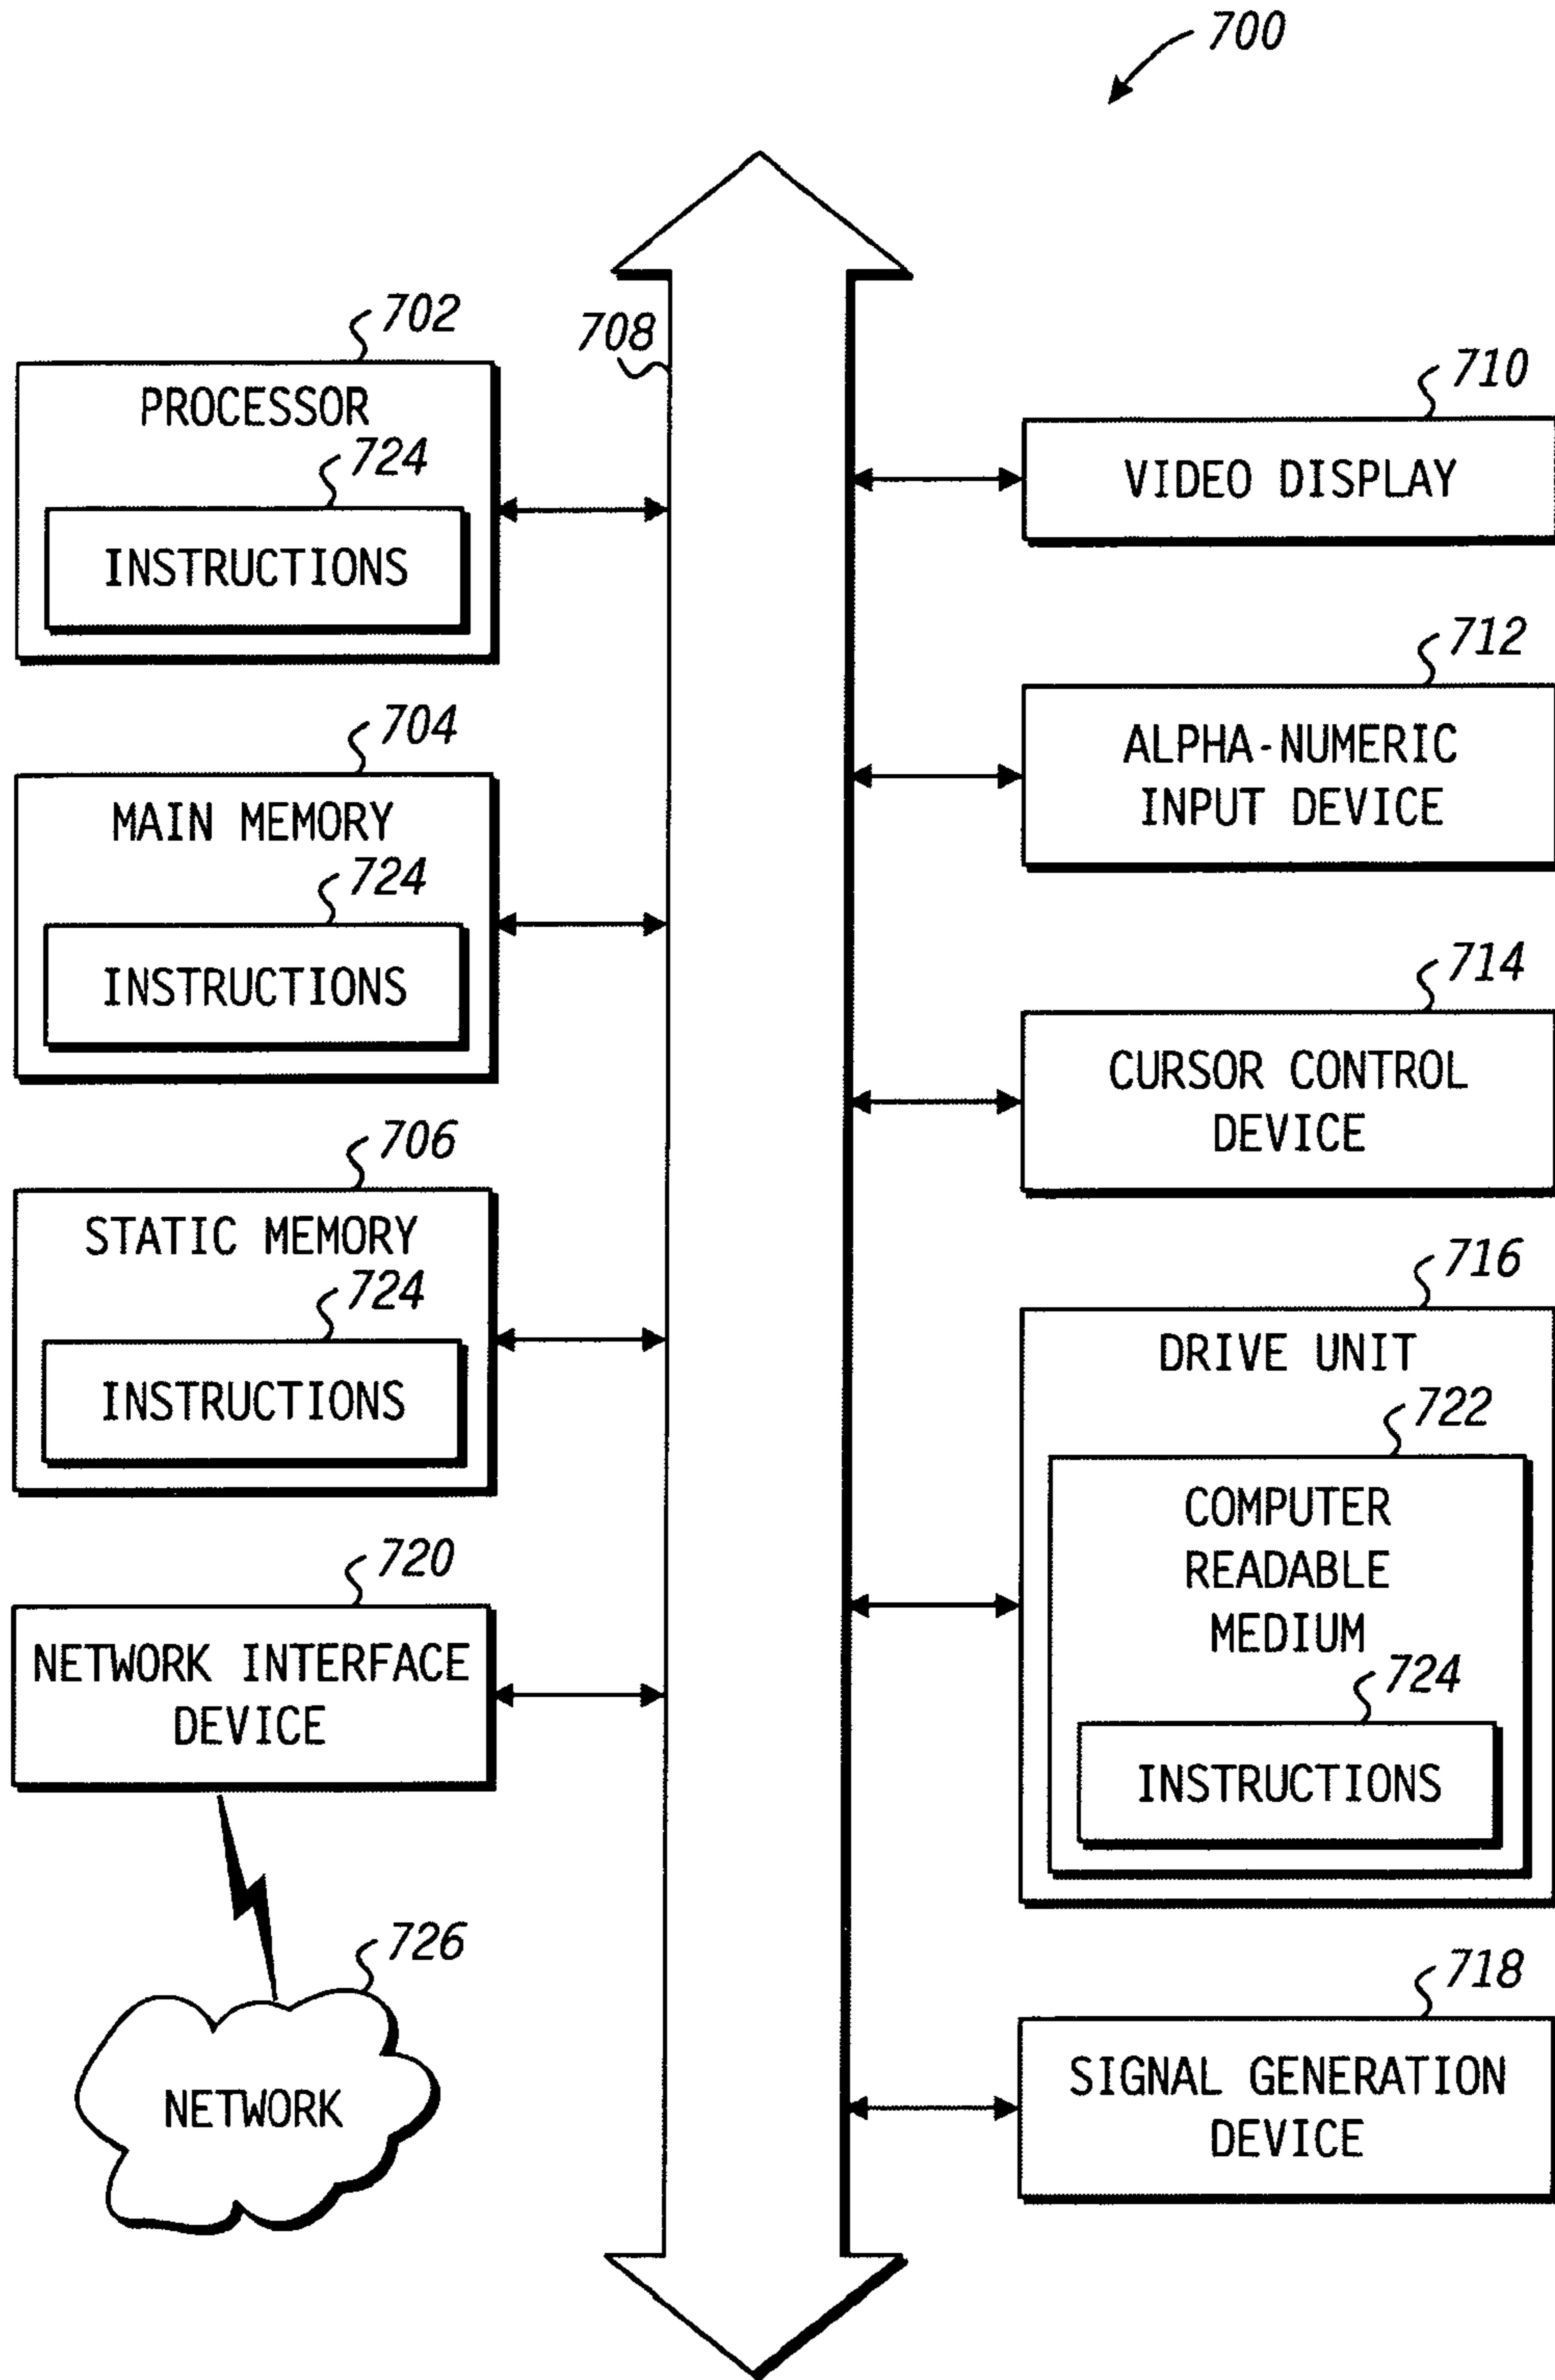 700
702
PROCESSOR
724
INSTRUCTIONS
704
MAIN MEMORY
724
INSTRUCTIONS
706
STATIC MEMORY
724
INSTRUCTIONS
720
NETWORK INTERFACE
DEVICE
726
NETWORK
708
710
VIDEO DISPLAY
712
ALPHA-NUMERIC
INPUT DEVICE
714
CURSOR CONTROL
DEVICE
716
DRIVE UNIT
722
COMPUTER
READABLE
MEDIUM
724
INSTRUCTIONS
718
SIGNAL GENERATION
DEVICE